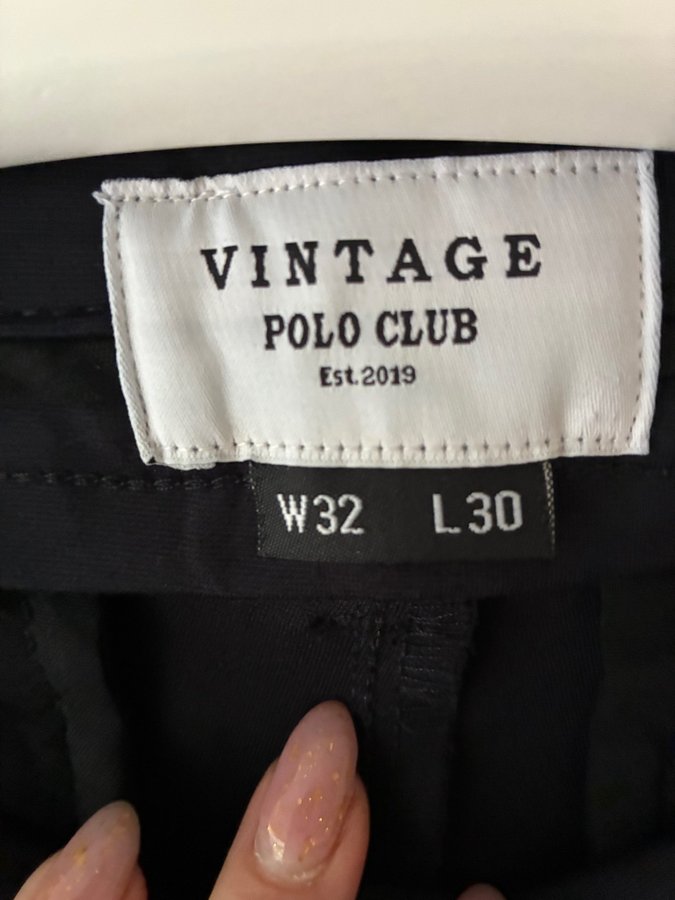 VINTAGE
POLO CLUB
Est.2019
W32 L30